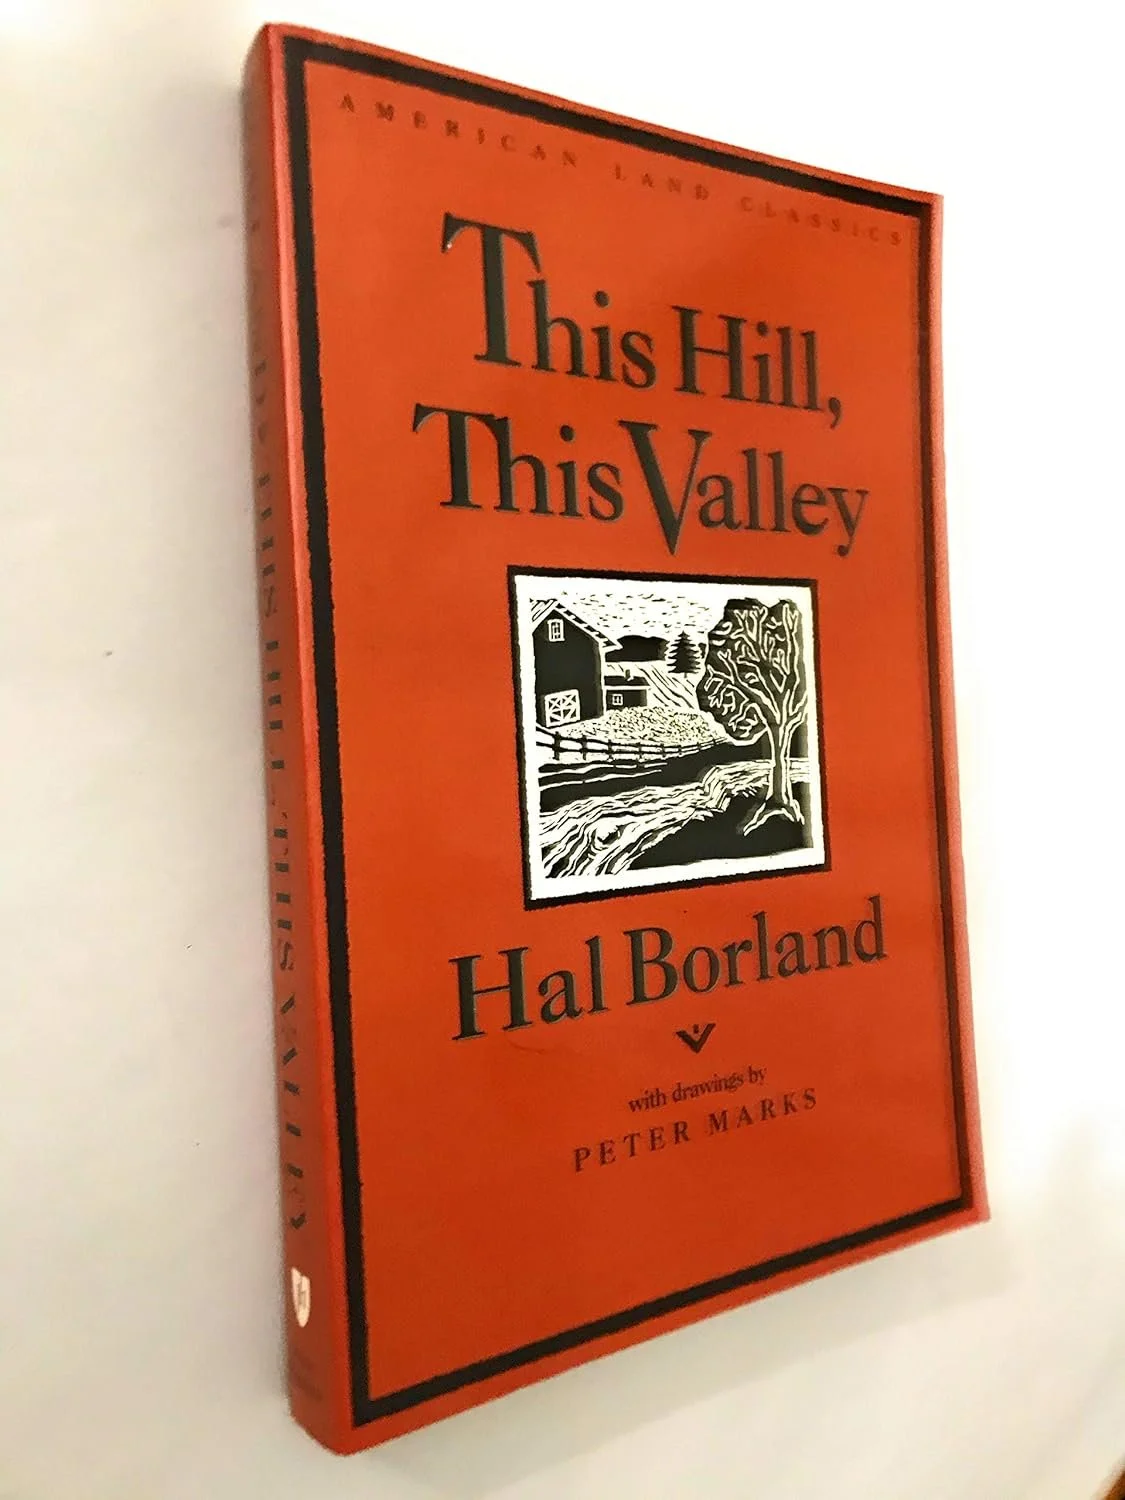 AMERICAN LAND CLASSICS
This Hill,
This Valley
Hal Borland
with drawings by
PETER MARKS
THIS HILL, THIS VALLEY